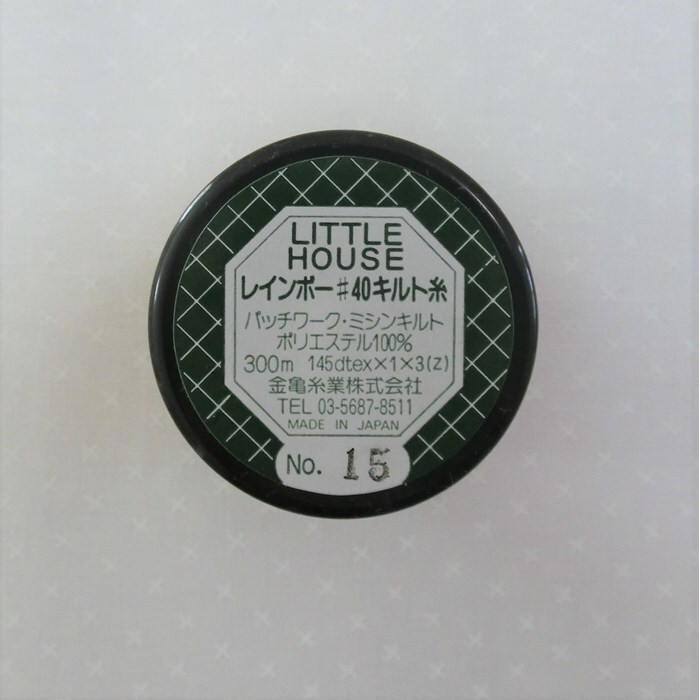 LITTLE
HOUSE
レインボー♯40キルト糸
パッチワーク・ミシンキルト
ポリエステル100%
300m 145dtex×1×3(Z)
金亀糸業株式会社
TEL 03-5687-8511
MADE IN JAPAN
No. 15